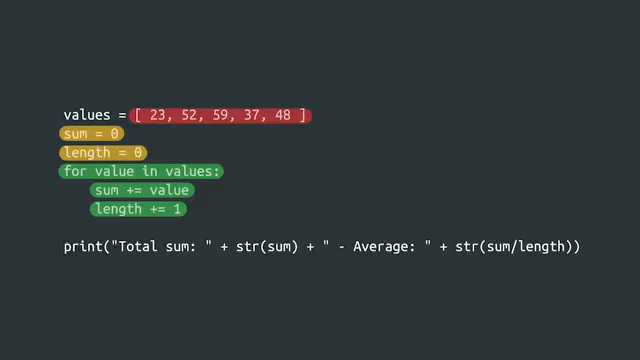 values = [ 23, 52, 59, 37, 48 ]
sum = 0
length = 0
for value in values:
    sum += value
    length += 1
print("Total sum: " + str(sum) + " - Average: " + str(sum/length))